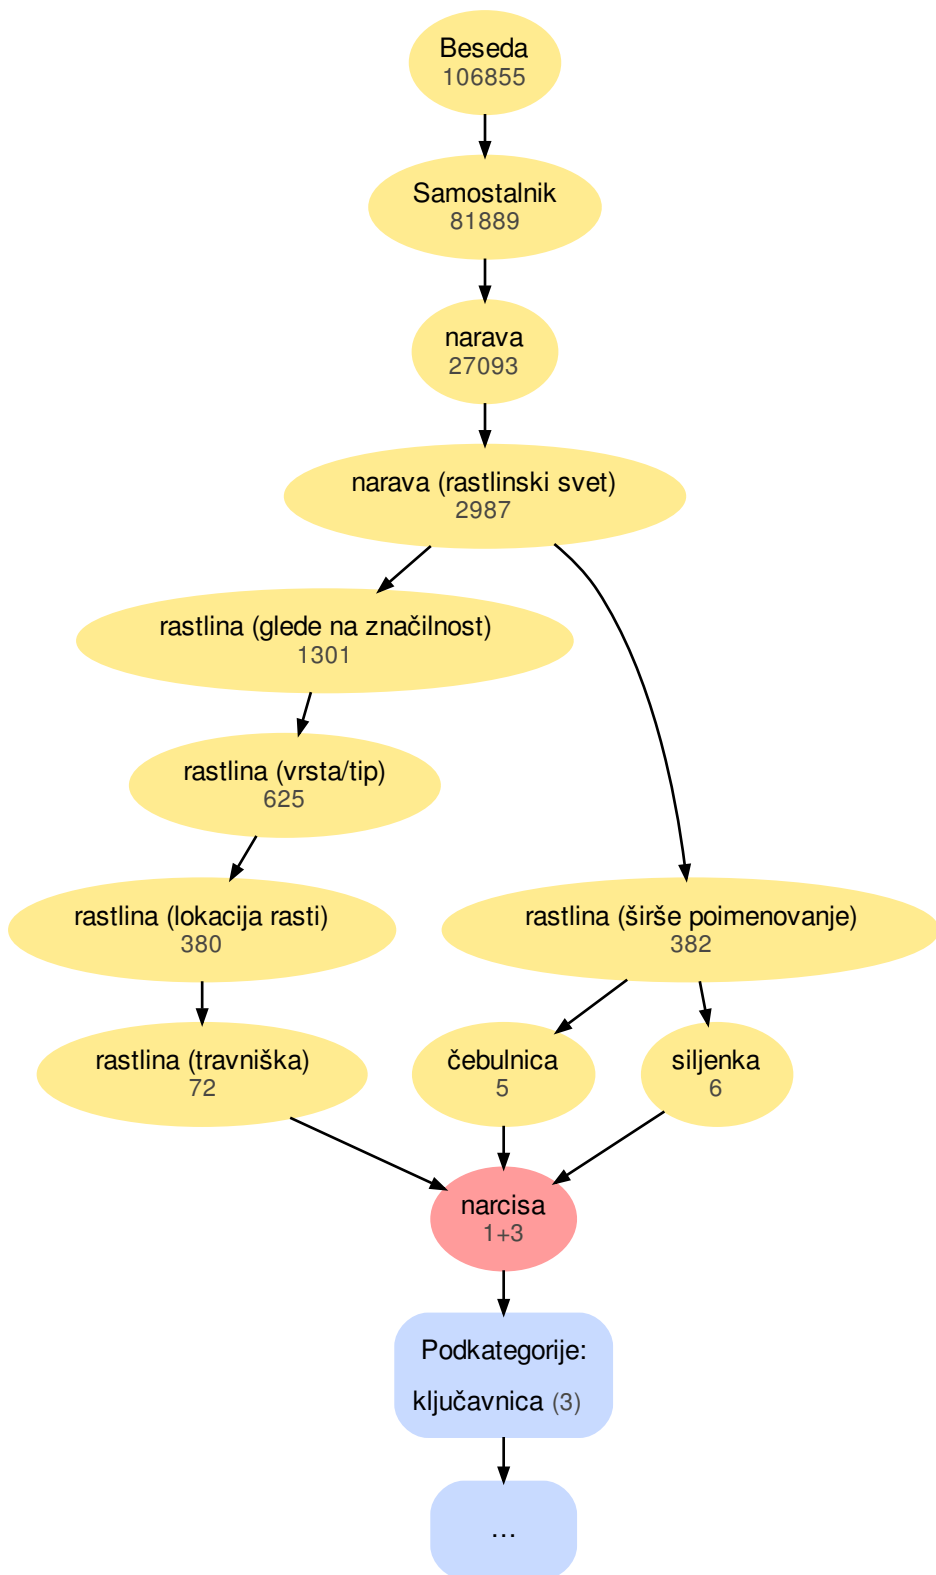 Beseda
106855
Samostalnik
81889
narava
27093
narava (rastlinski svet)
2987
rastlina (glede na značilnost)
1301
rastlina (vrsta/tip)
625
rastlina (lokacija rasti)
380
rastlina (širše poimenovanje)
382
rastlina (travniška)
72
čebulnica
5
siljenka
6
narcisa
1+3
Podkategorije:
ključavnica (3)
…